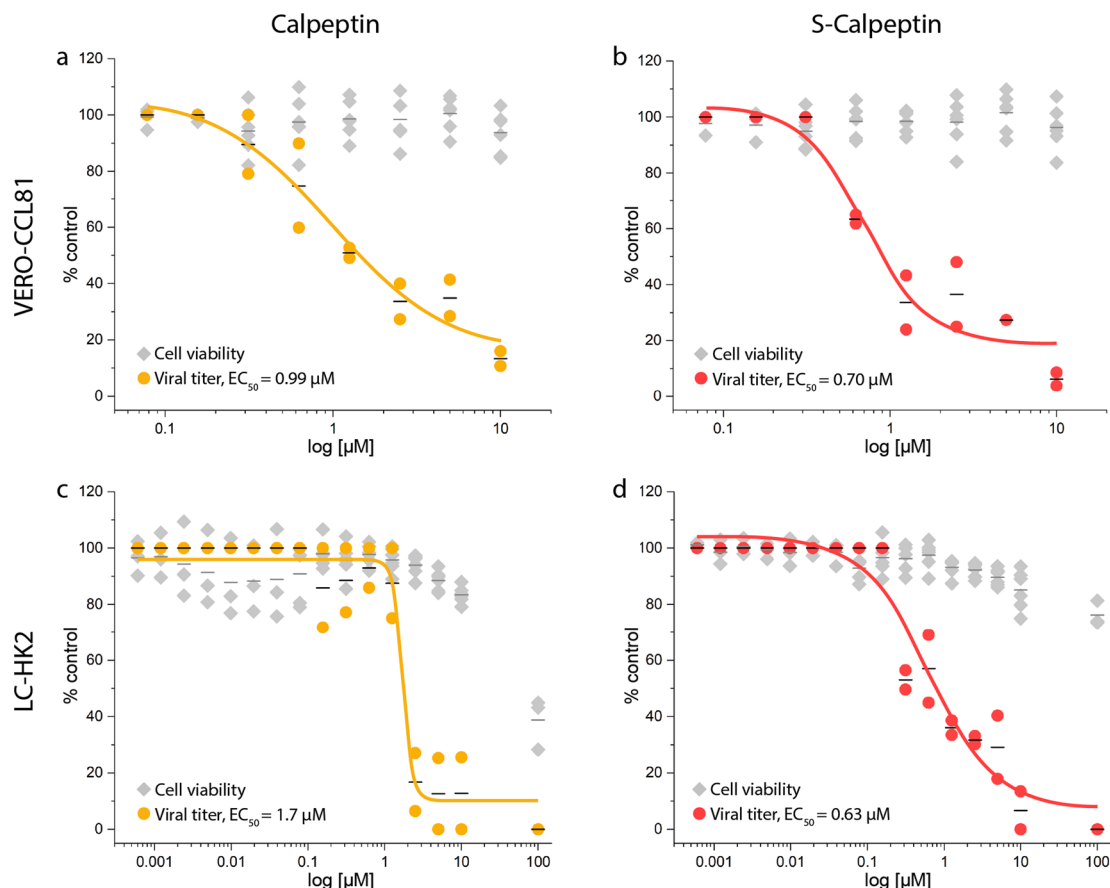 Calpeptin
S-Calpeptin
VERO-CCL81
LC-HK2
a
120
100
80
60
40
20
0
% control
Cell viability
Viral titer, EC50 = 0.99 µM
0.1
1
10
log [µM]
b
120
100
80
60
40
20
0
% control
Cell viability
Viral titer, EC50 = 0.70 µM
0.1
1
10
log [µM]
c
120
100
80
60
40
20
0
% control
Cell viability
Viral titer, EC50 = 1.7 µM
0.001
0.01
0.1
1
10
100
log [µM]
d
120
100
80
60
40
20
0
% control
Cell viability
Viral titer, EC50 = 0.63 µM
0.001
0.01
0.1
1
10
100
log [µM]